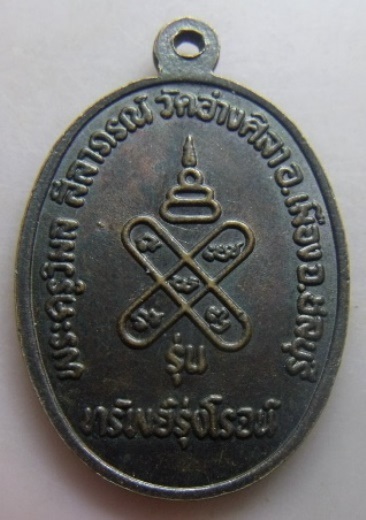 พระครูวิมล สีลาภรณ์ วัดอ่างศิลา อ.เมือง จ.ชลบุรี
รุ่น
ทรัพย์รุ่งโรจน์